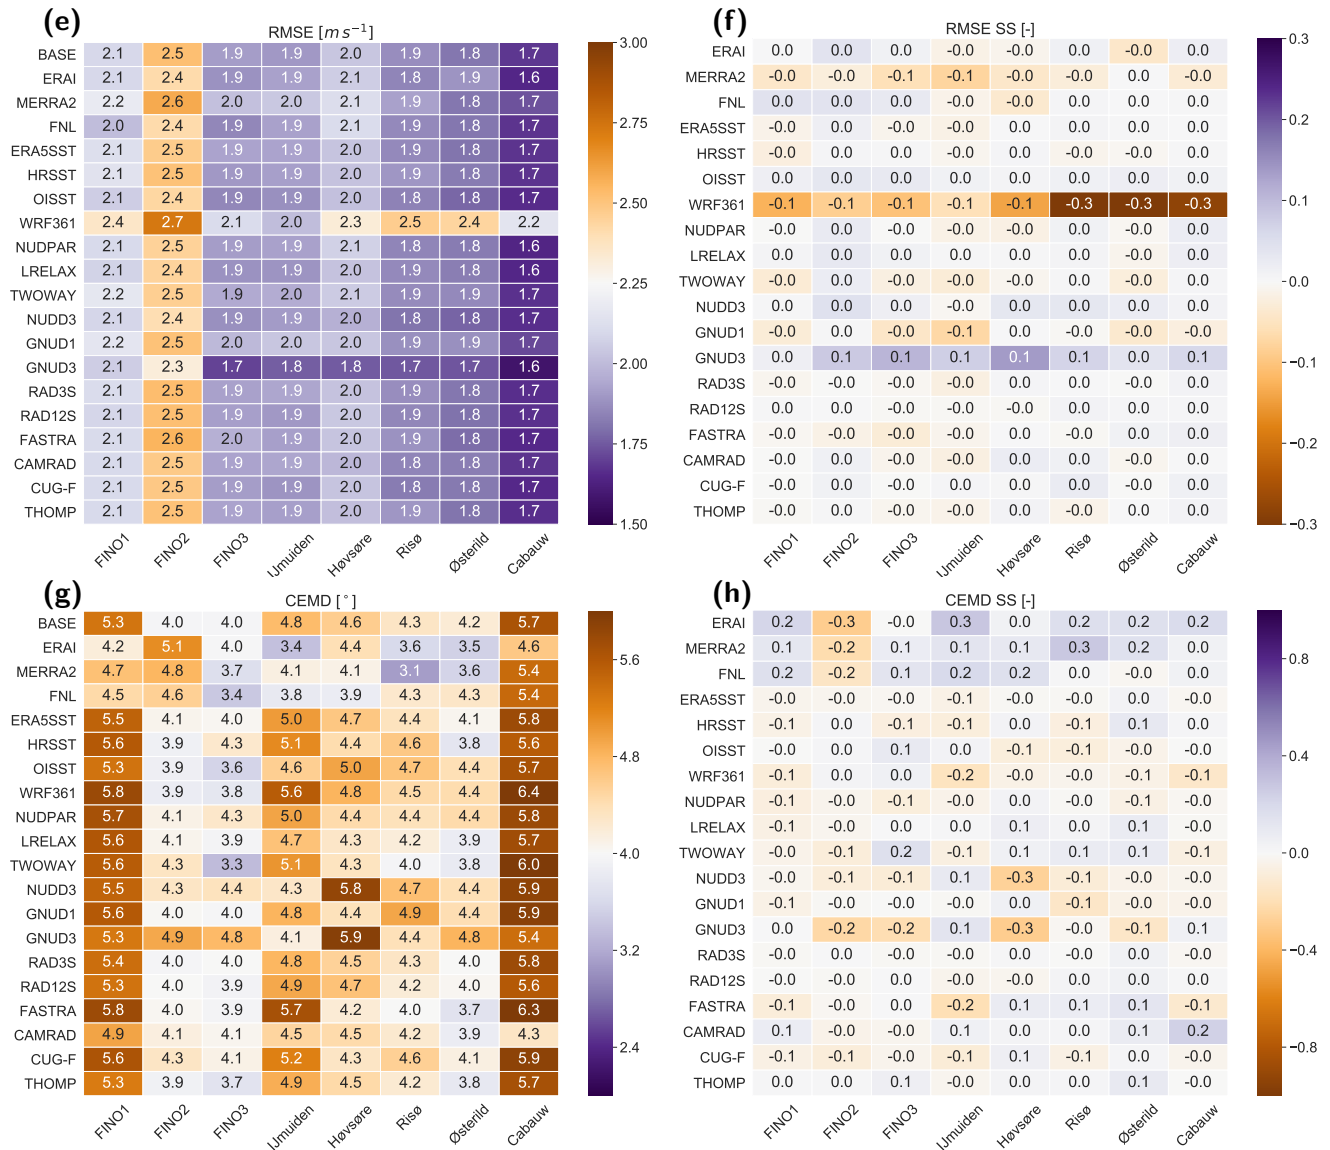 (e)
RMSE [m s⁻¹]
BASE 2.1 2.5 1.9 1.9 2.0 1.9 1.8 1.7
ERAI 2.1 2.4 1.9 1.9 2.1 1.8 1.9 1.6
MERRA2 2.2 2.6 2.0 2.0 2.1 1.9 1.8 1.7
FNL 2.0 2.4 1.9 1.9 2.1 1.9 1.8 1.7
ERA5SST 2.1 2.5 1.9 1.9 2.0 1.9 1.8 1.7
HRSST 2.1 2.5 1.9 1.9 2.0 1.9 1.8 1.7
OISST 2.1 2.4 1.9 1.9 2.0 1.9 1.8 1.7
WRF361 2.4 2.7 2.1 2.0 2.3 2.5 2.4 2.2
NUDPAR 2.1 2.5 1.9 1.9 2.1 1.8 1.8 1.6
LRELAX 2.1 2.4 1.9 1.9 2.0 1.9 1.8 1.6
TWOWAY 2.2 2.5 1.9 2.0 2.1 1.9 1.9 1.7
NUDD3 2.1 2.4 1.9 1.9 2.0 1.8 1.8 1.7
GNUD1 2.2 2.5 2.0 2.0 2.0 1.9 1.9 1.7
GNUD3 2.1 2.3 1.7 1.8 1.8 1.7 1.7 1.6
RAD3S 2.1 2.5 1.9 1.9 2.0 1.9 1.8 1.7
RAD12S 2.1 2.5 1.9 1.9 2.0 1.9 1.8 1.7
FASTRA 2.1 2.6 2.0 1.9 2.0 1.9 1.8 1.7
CAMRAD 2.1 2.5 1.9 1.9 2.0 1.8 1.8 1.7
CUG-F 2.1 2.5 1.9 1.9 2.0 1.8 1.8 1.7
THOMP 2.1 2.5 1.9 1.9 2.0 1.9 1.8 1.7
FINO1 FINO2 FINO3 IJmuiden Høvsøre Risø Østerild Cabauw
3.00
2.75
2.50
2.25
2.00
1.75
1.50
(f)
RMSE SS [-]
ERAI 0.0 0.0 0.0 -0.0 -0.0 0.0 -0.0 0.0
MERRA2 -0.0 -0.0 -0.1 -0.1 -0.0 -0.0 0.0 -0.0
FNL 0.0 0.0 0.0 -0.0 -0.0 0.0 0.0 0.0
ERA5SST -0.0 0.0 -0.0 -0.0 0.0 0.0 0.0 0.0
HRSST -0.0 0.0 0.0 -0.0 0.0 -0.0 -0.0 0.0
OISST 0.0 0.0 0.0 0.0 0.0 0.0 0.0 0.0
WRF361 -0.1 -0.1 -0.1 -0.1 -0.1 -0.3 -0.3 -0.3
NUDPAR -0.0 0.0 -0.0 -0.0 -0.0 0.0 -0.0 0.0
LRELAX 0.0 0.0 0.0 0.0 0.0 0.0 -0.0 0.0
TWOWAY -0.0 0.0 -0.0 -0.0 -0.0 0.0 -0.0 0.0
NUDD3 0.0 0.0 0.0 -0.0 0.0 0.0 0.0 0.0
GNUD1 -0.0 0.0 -0.0 -0.1 0.0 -0.0 -0.0 -0.0
GNUD3 0.0 0.1 0.1 0.1 0.1 0.1 0.0 0.1
RAD3S -0.0 -0.0 0.0 -0.0 0.0 0.0 -0.0 0.0
RAD12S 0.0 0.0 -0.0 -0.0 -0.0 0.0 0.0 0.0
FASTRA -0.0 -0.0 -0.0 0.0 0.0 -0.0 0.0 0.0
CAMRAD -0.0 0.0 -0.0 -0.0 0.0 0.0 -0.0 0.0
CUG-F -0.0 0.0 -0.0 -0.0 0.0 0.0 0.0 0.0
THOMP -0.0 0.0 -0.0 -0.0 0.0 -0.0 0.0 0.0
FINO1 FINO2 FINO3 IJmuiden Høvsøre Risø Østerild Cabauw
0.3
0.2
0.1
0.0
−0.1
−0.2
−0.3
(g)
CEMD [°]
BASE 5.3 4.0 4.0 4.8 4.6 4.3 4.2 5.7
ERAI 4.2 5.1 4.1 3.4 4.4 3.6 3.5 4.6
MERRA2 4.7 4.8 3.7 4.1 4.1 3.1 3.6 5.4
FNL 4.5 4.6 3.4 3.8 3.9 4.3 4.3 5.4
ERA5SST 5.5 4.1 4.0 5.0 4.7 4.4 4.1 5.8
HRSST 5.6 3.9 4.3 5.1 4.4 4.6 3.8 5.6
OISST 5.3 3.9 3.6 4.6 5.0 4.7 4.4 5.7
WRF361 5.8 3.9 3.8 5.6 4.8 4.5 4.4 6.4
NUDPAR 5.7 4.1 4.3 5.0 4.4 4.4 4.4 5.8
LRELAX 5.6 4.1 3.9 4.7 4.3 4.2 3.9 5.7
TWOWAY 5.6 4.3 3.3 5.1 4.3 4.0 3.8 6.0
NUDD3 5.5 4.3 4.4 4.3 5.8 4.7 4.4 5.9
GNUD1 5.6 4.0 4.0 4.8 4.4 4.9 4.4 5.9
GNUD3 5.3 4.9 4.8 4.1 5.9 4.4 4.8 5.4
RAD3S 5.4 4.0 4.0 4.8 4.5 4.3 4.0 5.8
RAD12S 5.3 4.0 3.9 4.9 4.7 4.2 4.0 5.6
FASTRA 5.8 4.0 3.9 5.7 4.2 4.0 3.7 6.3
CAMRAD 4.9 4.1 4.1 4.5 4.5 4.2 3.9 4.3
CUG-F 5.6 4.3 4.1 5.2 4.3 4.6 4.1 5.9
THOMP 5.3 3.9 3.7 4.9 4.5 4.2 3.8 5.7
FINO1 FINO2 FINO3 IJmuiden Høvsøre Risø Østerild Cabauw
5.6
4.8
4.0
3.2
2.4
(h)
CEMD SS [-]
ERAI 0.2 -0.3 -0.0 0.3 0.0 0.2 0.2 0.2
MERRA2 0.1 -0.2 0.1 0.1 0.1 0.3 0.2 0.0
FNL 0.2 -0.2 0.1 0.2 0.2 0.0 -0.0 0.0
ERA5SST -0.0 -0.0 -0.0 -0.1 -0.0 -0.0 0.0 -0.0
HRSST -0.1 0.0 -0.1 -0.1 0.0 -0.1 0.1 0.0
OISST -0.0 0.0 0.1 0.0 -0.1 -0.1 -0.0 -0.0
WRF361 -0.1 0.0 0.0 -0.2 -0.0 -0.0 -0.1 -0.1
NUDPAR -0.1 -0.0 -0.1 -0.0 0.0 -0.0 -0.1 -0.0
LRELAX -0.1 -0.0 0.0 0.0 0.1 0.0 0.1 -0.0
TWOWAY -0.0 -0.1 0.2 -0.1 0.1 0.1 0.1 -0.1
NUDD3 -0.0 -0.1 -0.1 0.1 -0.3 -0.1 -0.0 -0.0
GNUD1 -0.1 -0.0 -0.0 -0.0 0.0 -0.1 -0.0 -0.0
GNUD3 0.0 -0.2 -0.2 0.1 -0.3 -0.0 -0.1 0.1
RAD3S -0.0 0.0 -0.0 0.0 0.0 0.0 0.0 -0.0
RAD12S 0.0 0.0 0.0 -0.0 -0.0 0.0 0.0 0.0
FASTRA -0.1 -0.0 0.0 -0.2 0.1 0.1 0.1 -0.1
CAMRAD 0.1 -0.0 -0.0 0.1 0.0 0.0 0.1 0.2
CUG-F -0.1 -0.1 -0.0 -0.1 0.1 -0.1 0.0 -0.0
THOMP 0.0 0.0 0.1 -0.0 0.0 0.0 0.1 -0.0
FINO1 FINO2 FINO3 IJmuiden Høvsøre Risø Østerild Cabauw
0.8
0.4
0.0
−0.4
−0.8